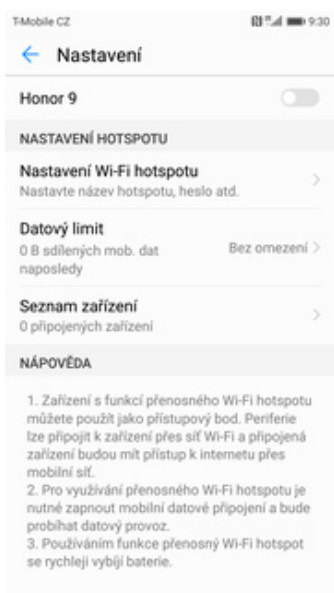 T-Mobile CZ 9:30
Nastavení
Honor 9
NASTAVENÍ HOTSPOTU
Nastavení Wi-Fi hotspotu
Nastavte název hotspotu, heslo atd.
Datový limit
0 B sdílených mob. dat naposledy
Bez omezení
Seznam zařízení
0 připojených zařízení
NÁPOVĚDA
1. Zařízení s funkcí přenosného Wi-Fi hotspotu
můžete použít jako přístupový bod. Periferie
lze připojit k zařízení přes síť Wi-Fi a připojená
zařízení budou mít přístup k internetu přes
mobilní síť.
2. Pro využívání přenosného Wi-Fi hotspotu je
nutné zapnout mobilní datové připojení a bude
probíhat datový provoz.
3. Používáním funkce přenosný Wi-Fi hotspot
se rychleji vybíjí baterie.